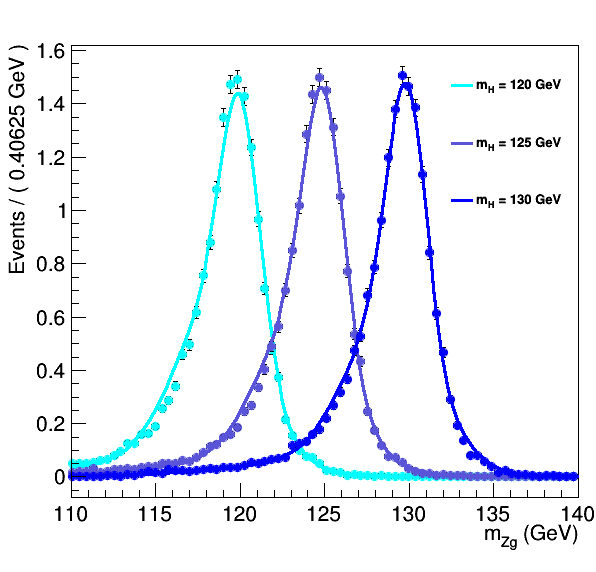 Events / ( 0.40625 GeV )
1.6
1.4
1.2
1
0.8
0.6
0.4
0.2
0
m_H = 120 GeV
m_H = 125 GeV
m_H = 130 GeV
110 115 120 125 130 135 140
m_Zg (GeV)